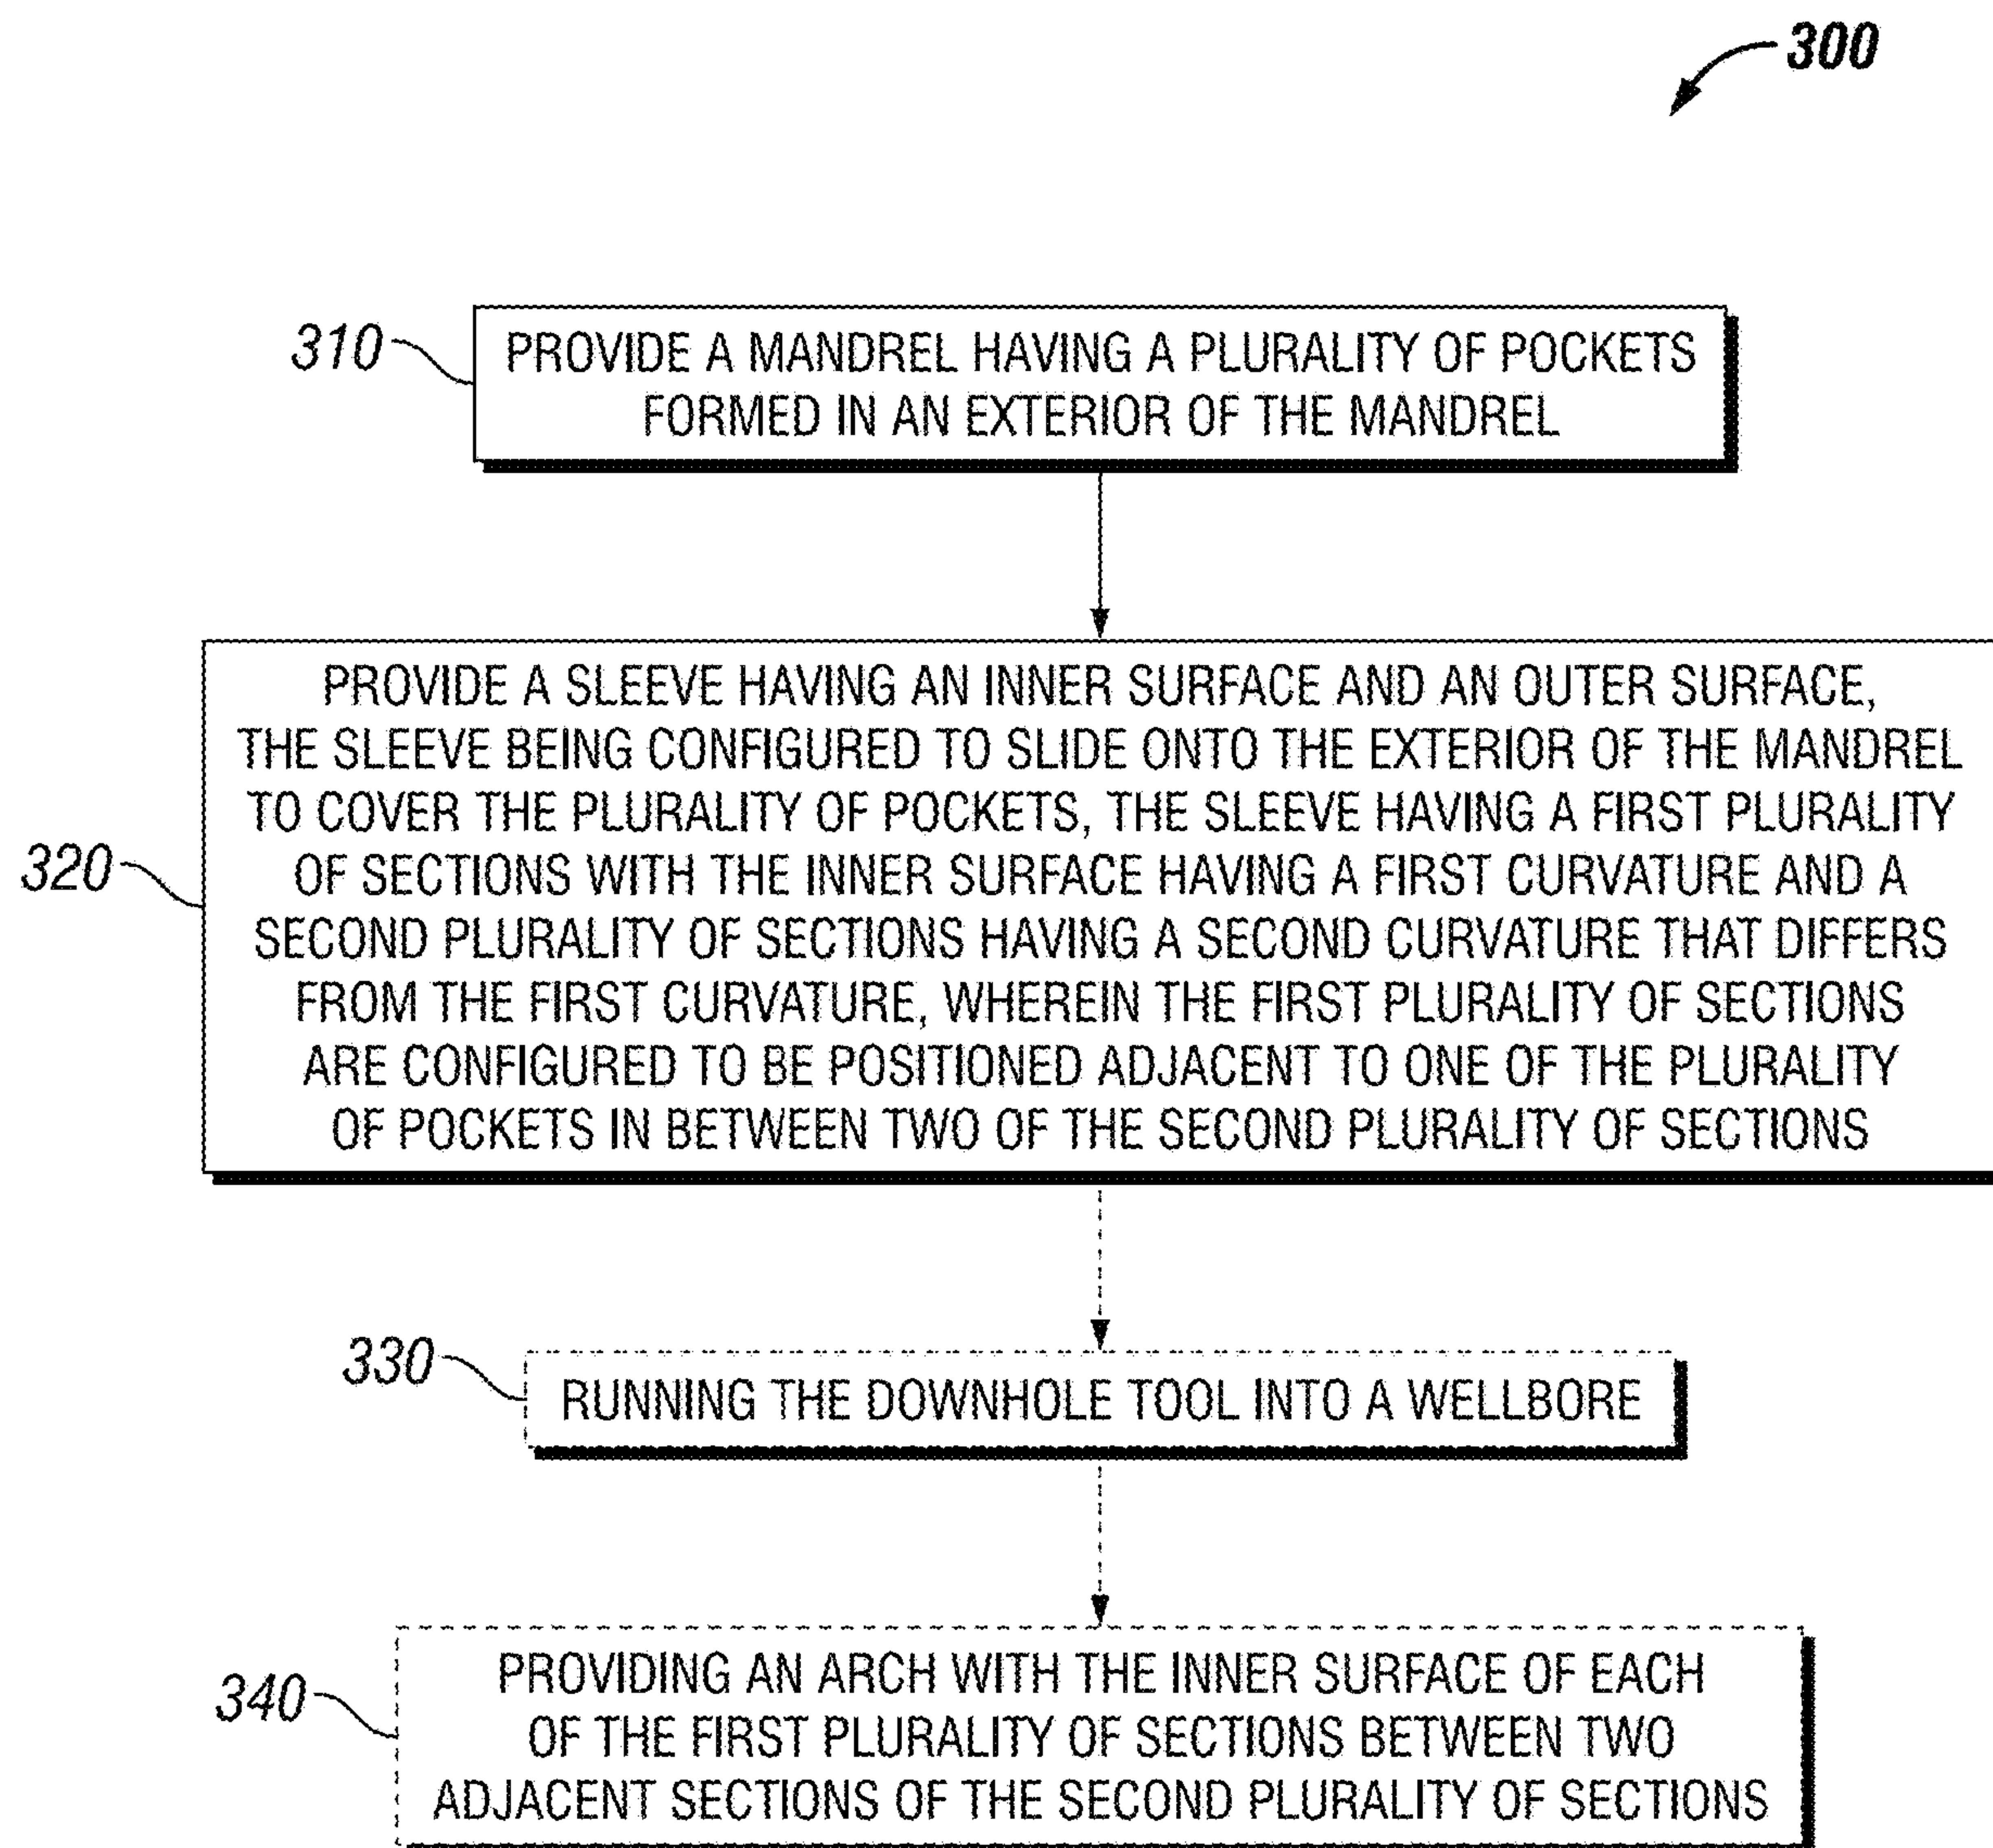 300
310
PROVIDE A MANDREL HAVING A PLURALITY OF POCKETS
FORMED IN AN EXTERIOR OF THE MANDREL
320
PROVIDE A SLEEVE HAVING AN INNER SURFACE AND AN OUTER SURFACE,
THE SLEEVE BEING CONFIGURED TO SLIDE ONTO THE EXTERIOR OF THE MANDREL
TO COVER THE PLURALITY OF POCKETS, THE SLEEVE HAVING A FIRST PLURALITY
OF SECTIONS WITH THE INNER SURFACE HAVING A FIRST CURVATURE AND A
SECOND PLURALITY OF SECTIONS HAVING A SECOND CURVATURE THAT DIFFERS
FROM THE FIRST CURVATURE, WHEREIN THE FIRST PLURALITY OF SECTIONS
ARE CONFIGURED TO BE POSITIONED ADJACENT TO ONE OF THE PLURALITY
OF POCKETS IN BETWEEN TWO OF THE SECOND PLURALITY OF SECTIONS
330
RUNNING THE DOWNHOLE TOOL INTO A WELLBORE
340
PROVIDING AN ARCH WITH THE INNER SURFACE OF EACH
OF THE FIRST PLURALITY OF SECTIONS BETWEEN TWO
ADJACENT SECTIONS OF THE SECOND PLURALITY OF SECTIONS